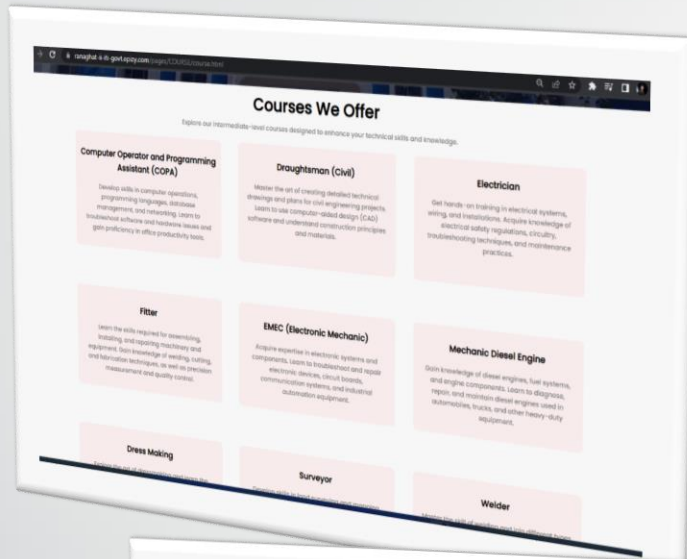 ranaghat-iti-govt.epizy.com/pages/COURSE/course.html
Courses We Offer
Explore our intermediate-level courses designed to enhance your technical skills and knowledge.
Computer Operator and Programming
Assistant (COPA)
Develop skills in computer operations,
programming languages, database
management, and networking. Learn to
troubleshoot software and hardware issues and
gain proficiency in office productivity tools.
Draughtsman (Civil)
Master the art of creating detailed technical
drawings and plans for civil engineering projects.
Learn to use computer-aided design (CAD)
software and understand construction principles
and materials.
Electrician
Get hands-on training in electrical systems,
wiring, and installations. Acquire knowledge of
electrical safety regulations, circuitry,
troubleshooting techniques, and maintenance
practices.
Fitter
Learn the skills required for assembling,
installing, and repairing machinery and
equipment. Gain knowledge of welding, cutting,
and fabrication techniques, as well as precision
measurement and quality control.
EMEC (Electronic Mechanic)
Acquire expertise in electronic systems and
components. Learn to troubleshoot and repair
electronic devices, circuit boards,
communication systems, and industrial
automation equipment.
Mechanic Diesel Engine
Gain knowledge of diesel engines, fuel systems,
and engine components. Learn to diagnose,
repair, and maintain diesel engines used in
automobiles, trucks, and other heavy-duty
equipment.
Dress Making
Surveyor
Welder